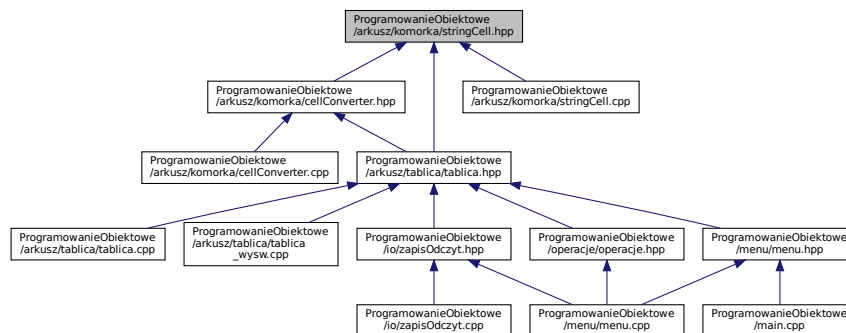 ProgramowanieObiektowe
/arkusz/komorka/stringCell.hpp
ProgramowanieObiektowe
/arkusz/komorka/cellConverter.hpp
ProgramowanieObiektowe
/arkusz/komorka/stringCell.cpp
ProgramowanieObiektowe
/arkusz/komorka/cellConverter.cpp
ProgramowanieObiektowe
/arkusz/tablica/tablica.hpp
ProgramowanieObiektowe
/arkusz/tablica/tablica.cpp
ProgramowanieObiektowe
/arkusz/tablica/tablica
_wysw.cpp
ProgramowanieObiektowe
/io/zapisOdczyt.hpp
ProgramowanieObiektowe
/operacje/operacje.hpp
ProgramowanieObiektowe
/menu/menu.hpp
ProgramowanieObiektowe
/io/zapisOdczyt.cpp
ProgramowanieObiektowe
/menu/menu.cpp
ProgramowanieObiektowe
/main.cpp